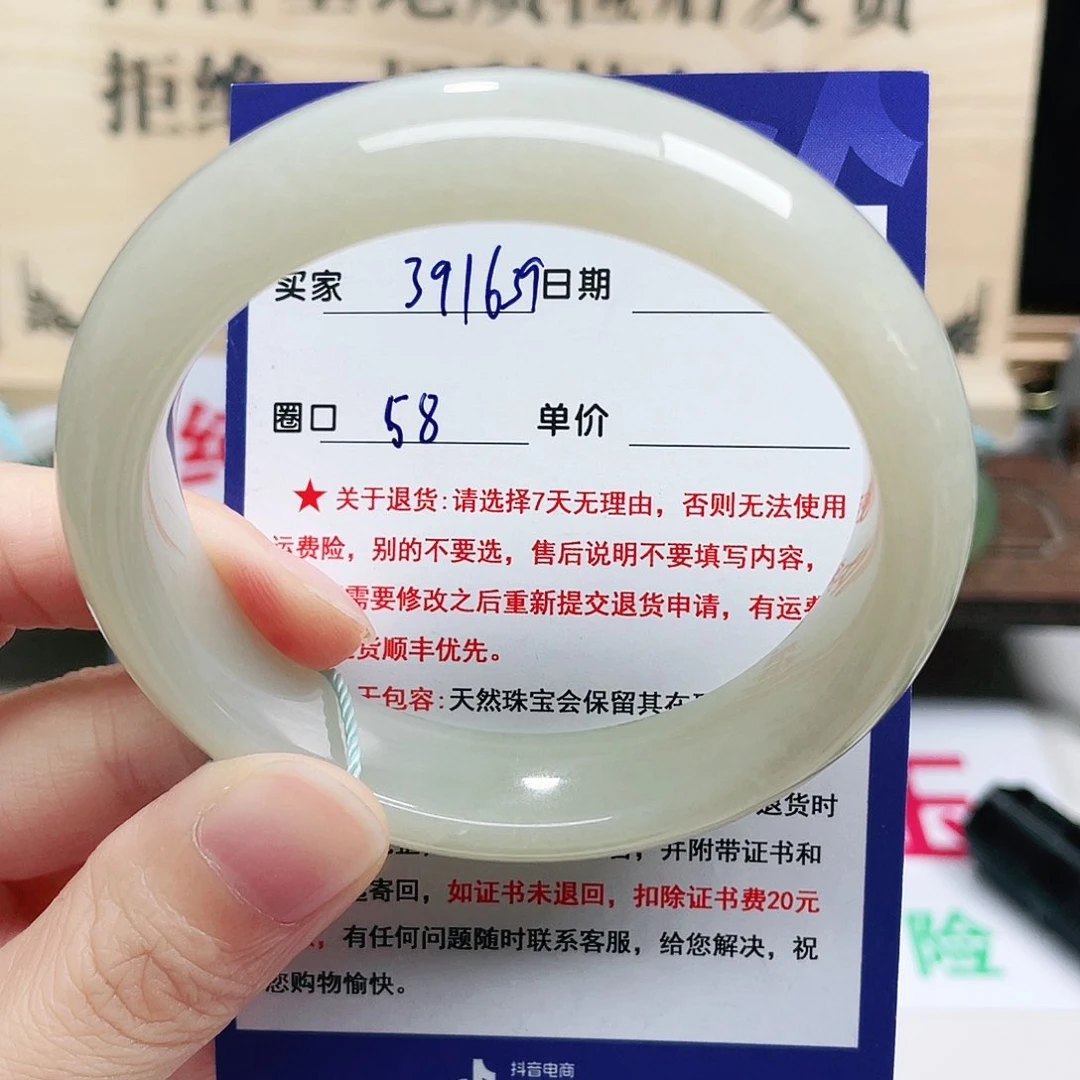 拒绝
买家 391639 日期
圈口 58 单价
★关于退货:请选择7天无理由，否则无法使用
运费险，别的不要选，售后说明不要填写内容，
需要修改之后重新提交退货申请，有运费
货顺丰优先。
于包容:天然珠宝会保留其在
退货时
，并附带证书和
寄回，如证书未退回，扣除证书费20元
，有任何问题随时联系客服，给您解决，祝
您购物愉快。
险
抖音电商